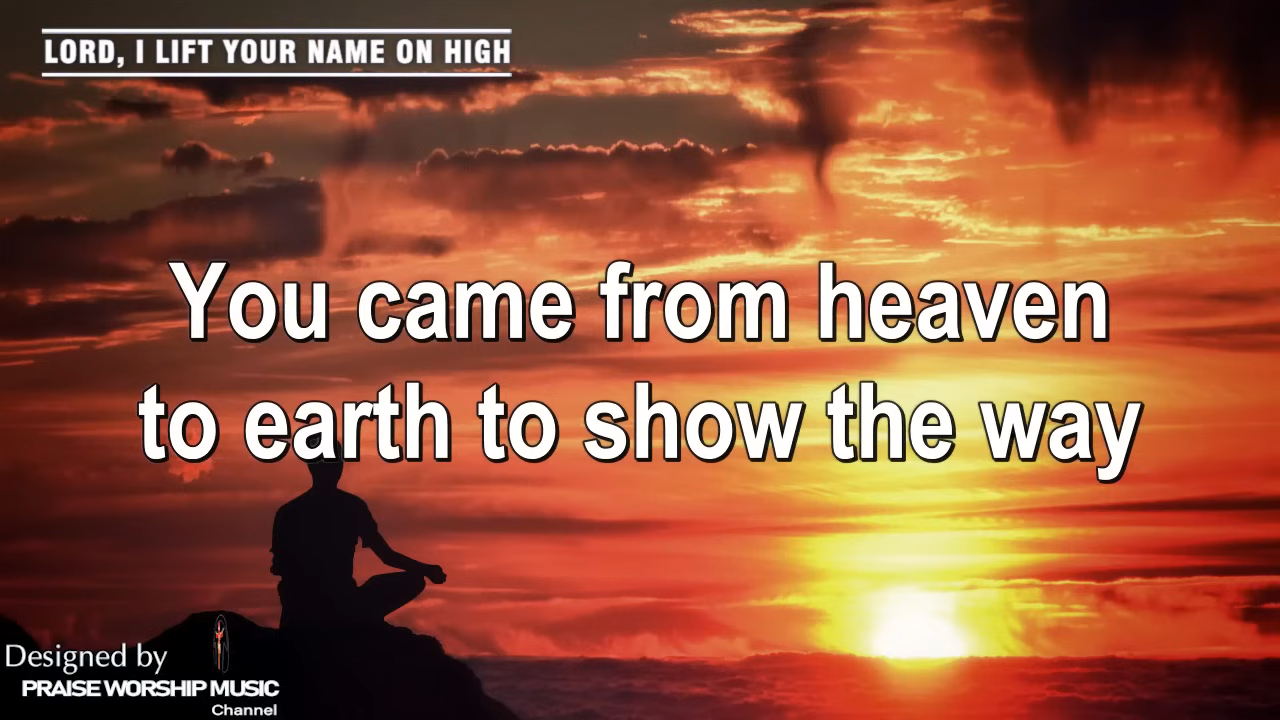 LORD, I LIFT YOUR NAME ON HIGH
You came from heaven
to earth to show the way
Designed by
PRAISE WORSHIP MUSIC
Channel